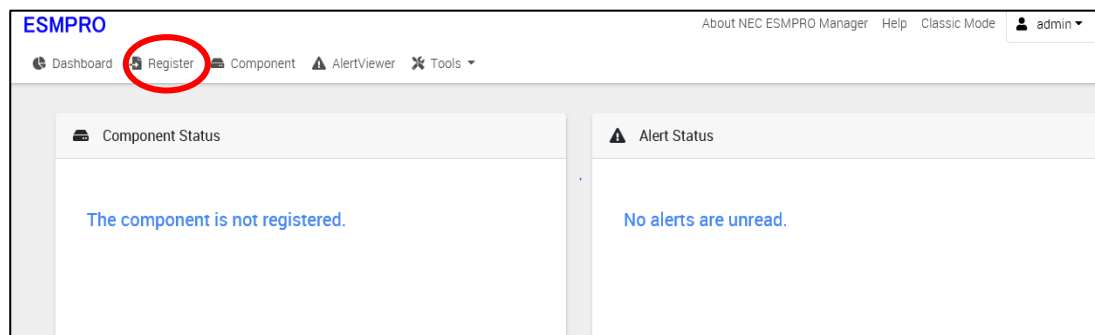 ESMPRO
About NEC ESMPRO Manager Help Classic Mode admin
Dashboard Register Component AlertViewer Tools
Component Status
Alert Status
The component is not registered.
No alerts are unread.